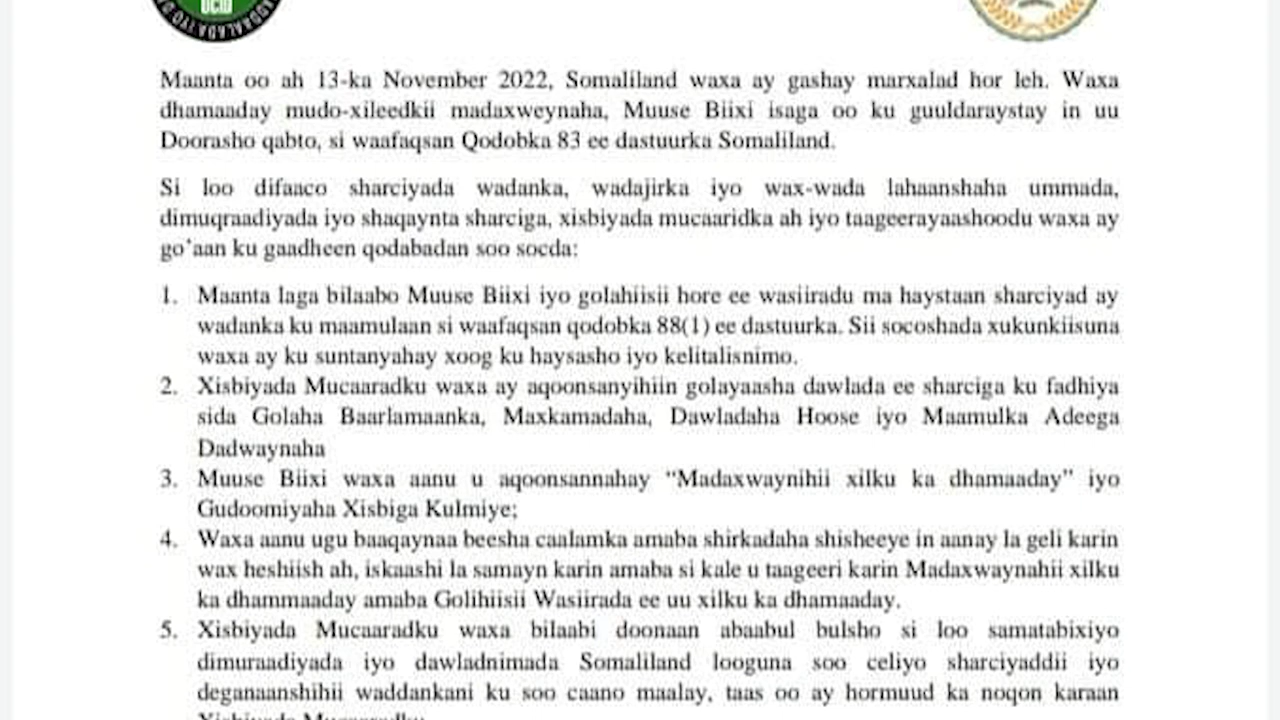 UCID
Maanta oo ah 13-ka November 2022, Somaliland waxa ay gashay marxalad hor leh. Waxa
dhamaaday mudo-xileedkii madaxweynaha, Muuse Biixi isaga oo ku guuldaraystay in uu
Doorasho qabto, si waafaqsan Qodobka 83 ee dastuurka Somaliland.
Si loo difaaco sharciyada wadanka, wadajirka iyo wax-wada lahaanshaha ummada,
dimuqraadiyada iyo shaqaynta sharciga, xisbiyada mucaaridka ah iyo taageerayaashoodu waxa ay
go’aan ku gaadheen qodabadan soo socda:
1. Maanta laga bilaabo Muuse Biixi iyo golahiisii hore ee wasiiradu ma haystaan sharciyad ay
wadanka ku maamulaan si waafaqsan qodobka 88(1) ee dastuurka. Sii socoshada xukunkiisuna
waxa ay ku suntanyahay xoog ku haysasho iyo kelitalisnimo.
2. Xisbiyada Mucaaradku waxa ay aqoonsanyihiin golayaasha dawlada ee sharciga ku fadhiya
sida Golaha Baarlamaanka, Maxkamadaha, Dawladaha Hoose iyo Maamulka Adeega
Dadwaynaha
3. Muuse Biixi waxa aanu u aqoonsannahay “Madaxwaynihii xilku ka dhamaaday” iyo
Gudoomiyaha Xisbiga Kulmiye;
4. Waxa aanu ugu baaqaynaa beesha caalamka amaba shirkadaha shisheeye in aanay la geli karin
wax heshiish ah, iskaashi la samayn karin amaba si kale u taageeri karin Madaxwaynahii xilku
ka dhammaaday amaba Golihiisii Wasiirada ee uu xilku ka dhamaaday.
5. Xisbiyada Mucaaradku waxa bilaabi doonaan abaabul bulsho si loo samatabixiyo
dimuraadiyada iyo dawladnimada Somaliland looguna soo celiyo sharciyaddii iyo
deganaanshihii waddankani ku soo caano maalay, taas oo ay hormuud ka noqon karaan